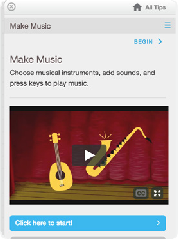 All Tips
Make Music
BEGIN
Make Music
Choose musical instruments, add sounds, and
press keys to play music.
CC
Click here to start!